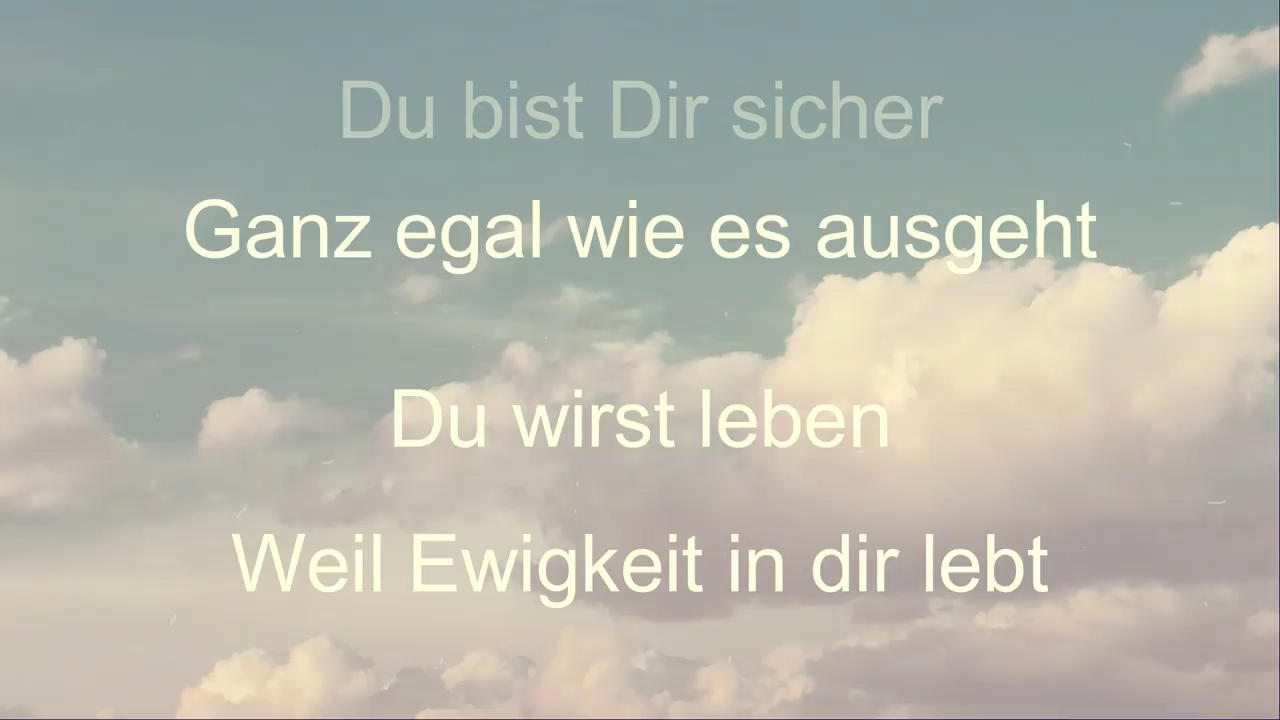 Du bist Dir sicher
Ganz egal wie es ausgeht
Du wirst leben
Weil Ewigkeit in dir lebt